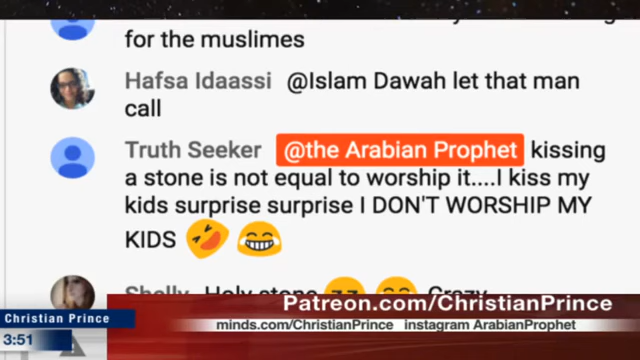 for the muslimes
Hafsa Idaassi @Islam Dawah let that man
call
Truth Seeker @the Arabian Prophet kissing
a stone is not equal to worship it....I kiss my
kids surprise surprise I DON'T WORSHIP MY
KIDS 🤣 😂
Shelly Holy stone Crazy
Patreon.com/ChristianPrince
Christian Prince
minds.com/ChristianPrince instagram ArabianProphet
3:51